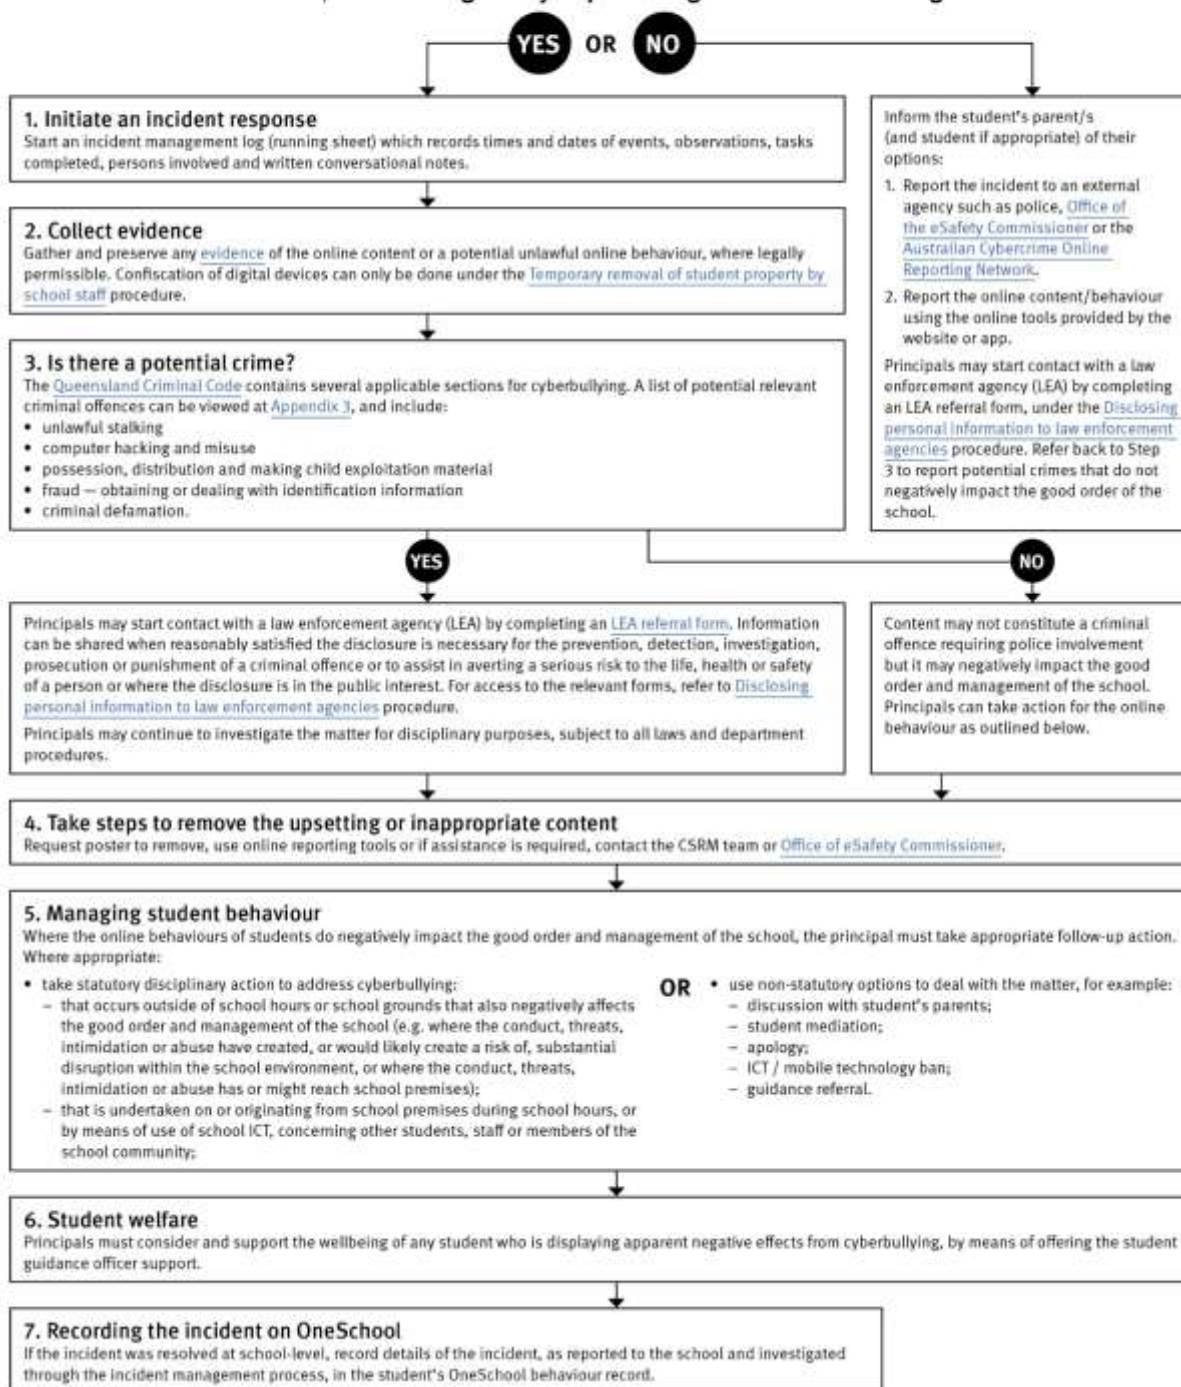 YES OR NO
1. Initiate an incident response
Start an incident management log (running sheet) which records times and dates of events, observations, tasks
completed, persons involved and written conversational notes.
2. Collect evidence
Gather and preserve any evidence of the online content or a potential unlawful online behaviour, where legally
permissible. Confiscation of digital devices can only be done under the Temporary removal of student property by
school staff procedure.
3. Is there a potential crime?
The Queensland Criminal Code contains several applicable sections for cyberbullying. A list of potential relevant
criminal offences can be viewed at Appendix 3, and include:
• unlawful stalking
• computer hacking and misuse
• possession, distribution and making child exploitation material
• fraud – obtaining or dealing with identification information
• criminal defamation.
Inform the student's parent/s
(and student if appropriate) of their
options:
1. Report the incident to an external
agency such as police, Office of
the eSafety Commissioner or the
Australian Cybercrime Online
Reporting Network.
2. Report the online content/behaviour
using the online tools provided by the
website or app.
Principals may start contact with a law
enforcement agency (LEA) by completing
an LEA referral form, under the Disclosing
personal information to law enforcement
agencies procedure. Refer back to Step
3 to report potential crimes that do not
negatively impact the good order of the
school.
YES
NO
Principals may start contact with a law enforcement agency (LEA) by completing an LEA referral form. Information
can be shared when reasonably satisfied the disclosure is necessary for the prevention, detection, investigation,
prosecution or punishment of a criminal offence or to assist in averting a serious risk to the life, health or safety
of a person or where the disclosure is in the public interest. For access to the relevant forms, refer to Disclosing
personal information to law enforcement agencies procedure.
Principals may continue to investigate the matter for disciplinary purposes, subject to all laws and department
procedures.
Content may not constitute a criminal
offence requiring police involvement
but it may negatively impact the good
order and management of the school.
Principals can take action for the online
behaviour as outlined below.
4. Take steps to remove the upsetting or inappropriate content
Request poster to remove, use online reporting tools or if assistance is required, contact the CSRM team or Office of eSafety Commissioner.
5. Managing student behaviour
Where the online behaviours of students do negatively impact the good order and management of the school, the principal must take appropriate follow-up action.
Where appropriate:
• take statutory disciplinary action to address cyberbullying:
– that occurs outside of school hours or school grounds that also negatively affects
the good order and management of the school (e.g. where the conduct, threats,
intimidation or abuse have created, or would likely create a risk of, substantial
disruption within the school environment, or where the conduct, threats,
intimidation or abuse has or might reach school premises);
– that is undertaken on or originating from school premises during school hours, or
by means of use of school ICT, concerning other students, staff or members of the
school community;
OR
• use non-statutory options to deal with the matter, for example:
– discussion with student's parents;
– student mediation;
– apology;
– ICT / mobile technology ban;
– guidance referral.
6. Student welfare
Principals must consider and support the wellbeing of any student who is displaying apparent negative effects from cyberbullying, by means of offering the student
guidance officer support.
7. Recording the incident on OneSchool
If the incident was resolved at school-level, record details of the incident, as reported to the school and investigated
through the incident management process, in the student's OneSchool behaviour record.